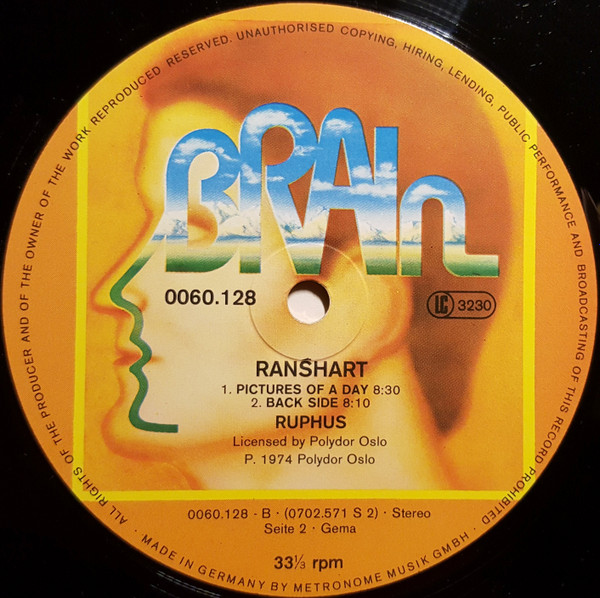 ALL RIGHTS OF THE PRODUCER AND OF THE OWNER OF THE WORK REPRODUCED RESERVED. UNAUTHORISED COPYING, HIRING, LENDING, PUBLIC PERFORMANCE AND BROADCASTING OF THIS RECORD PROHIBITED ·
BRAIn
0060.128
LC 3230
RANSHART
1. PICTURES OF A DAY 8:30
2. BACK SIDE 8:10
RUPHUS
Licensed by Polydor Oslo
P. 1974 Polydor Oslo
0060.128 - B · (0702.571 S 2) · Stereo
Seite 2 · Gema
33⅓ rpm
· MADE IN GERMANY BY METRONOME MUSIK GMBH ·